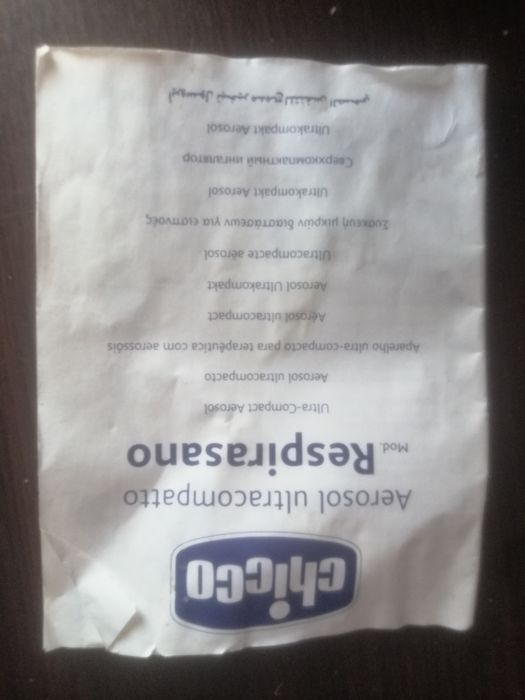 chicco
Aerosol ultracompatto
Mod. Respirasano
Ultra-Compact Aerosol
Aerosol ultracompacto
Aparelho ultra-compacto para terapêutica com aerossóis
Aérosol ultracompact
Aerosol Ultrakompakt
Ultracompacte aërosol
Συσκευή μικρών διαστάσεων για εισπνοές
Ultrakompakt Aerosol
Сверхкомпактный ингалятор
Ultrakompakt Aerosol